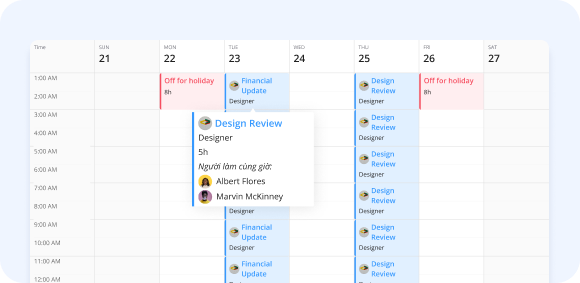 Time
SUN
21
MON
22
TUE
23
WED
24
THU
25
FRI
26
SAT
27
1:00 AM
2:00 AM
3:00 AM
4:00 AM
5:00 AM
6:00 AM
7:00 AM
8:00 AM
9:00 AM
10:00 AM
11:00 AM
12:00 AM
Off for holiday
8h
Financial
Update
Designer
Design Review
Designer
5h
Người làm cùng giờ:
Albert Flores
Marvin McKinney
Designer
Financial
Update
Designer
Financial
Update
Design
Review
Designer
Design
Review
Designer
Design
Review
Designer
Design
Review
Designer
Design
Review
Designer
Design
Review
Off for holiday
8h